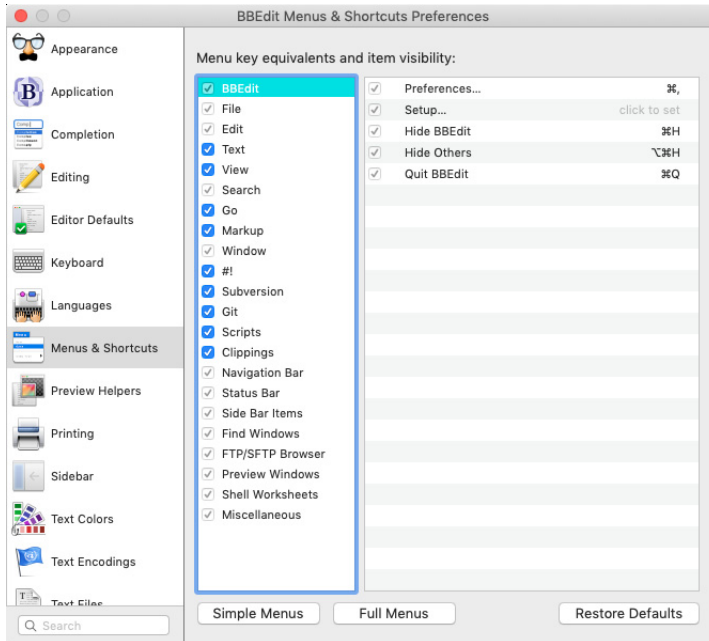 BBEdit Menus & Shortcuts Preferences
Appearance
Application
Completion
Editing
Editor Defaults
Keyboard
Languages
Menus & Shortcuts
Preview Helpers
Printing
Sidebar
Text Colors
Text Encodings
Text Files
Search
Menu key equivalents and item visibility:
BBEdit
File
Edit
Text
View
Search
Go
Markup
Window
#!
Subversion
Git
Scripts
Clippings
Navigation Bar
Status Bar
Side Bar Items
Find Windows
FTP/SFTP Browser
Preview Windows
Shell Worksheets
Miscellaneous
Preferences... ⌘,
Setup... click to set
Hide BBEdit ⌘H
Hide Others ⌥⌘H
Quit BBEdit ⌘Q
Simple Menus
Full Menus
Restore Defaults